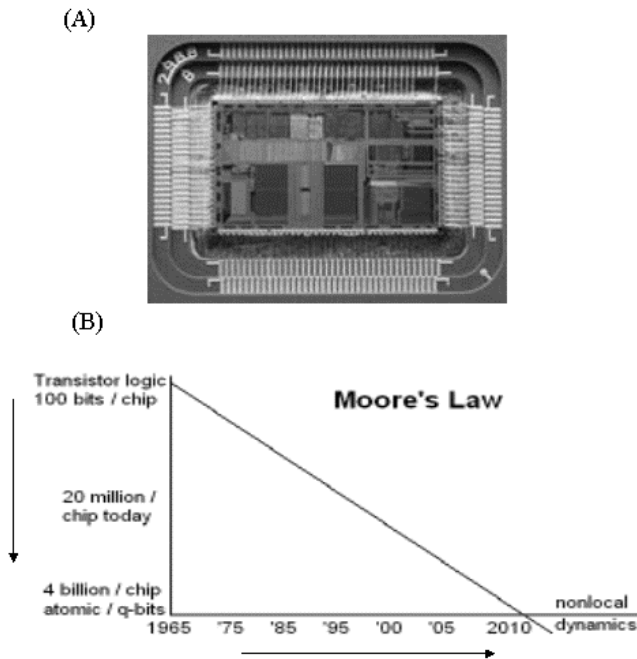 (A)
(B)
Transistor logic
100 bits / chip
Moore's Law
20 million /
chip today
4 billion / chip
atomic / q-bits
nonlocal
dynamics
1965 '75 '85 '95 '00 '05 2010